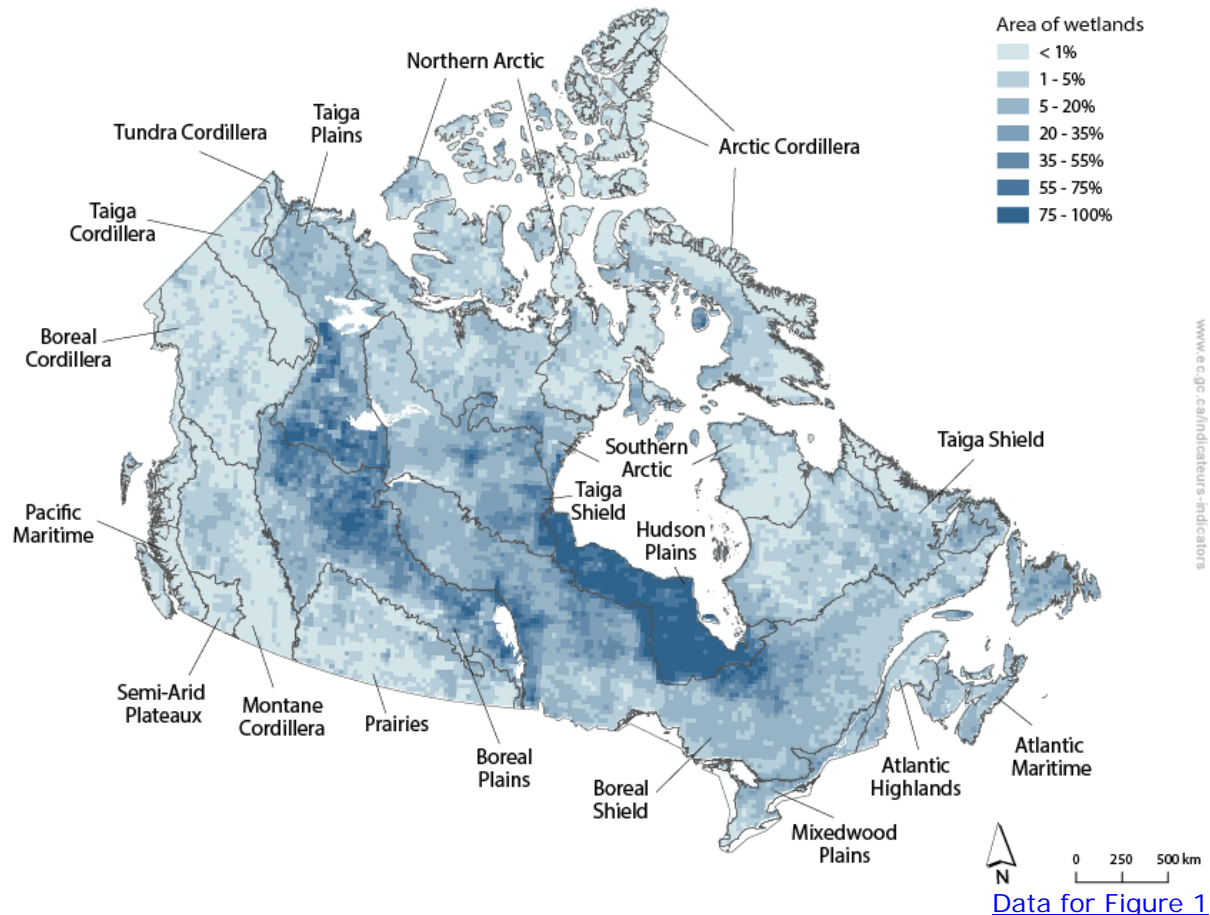 Northern Arctic
Taiga
Plains
Tundra Cordillera
Arctic Cordillera
Taiga
Cordillera
Boreal
Cordillera
Southern
Arctic
Taiga Shield
Taiga
Shield
Pacific
Maritime
Hudson
Plains
Semi-Arid
Plateaux
Montane
Cordillera
Prairies
Boreal
Plains
Boreal
Shield
Atlantic
Highlands
Atlantic
Maritime
Mixedwood
Plains
Area of wetlands
< 1%
1 - 5%
5 - 20%
20 - 35%
35 - 55%
55 - 75%
75 - 100%
www.ec.gc.ca/indicateurs-indicators
N
0 250 500 km
Data for Figure 1